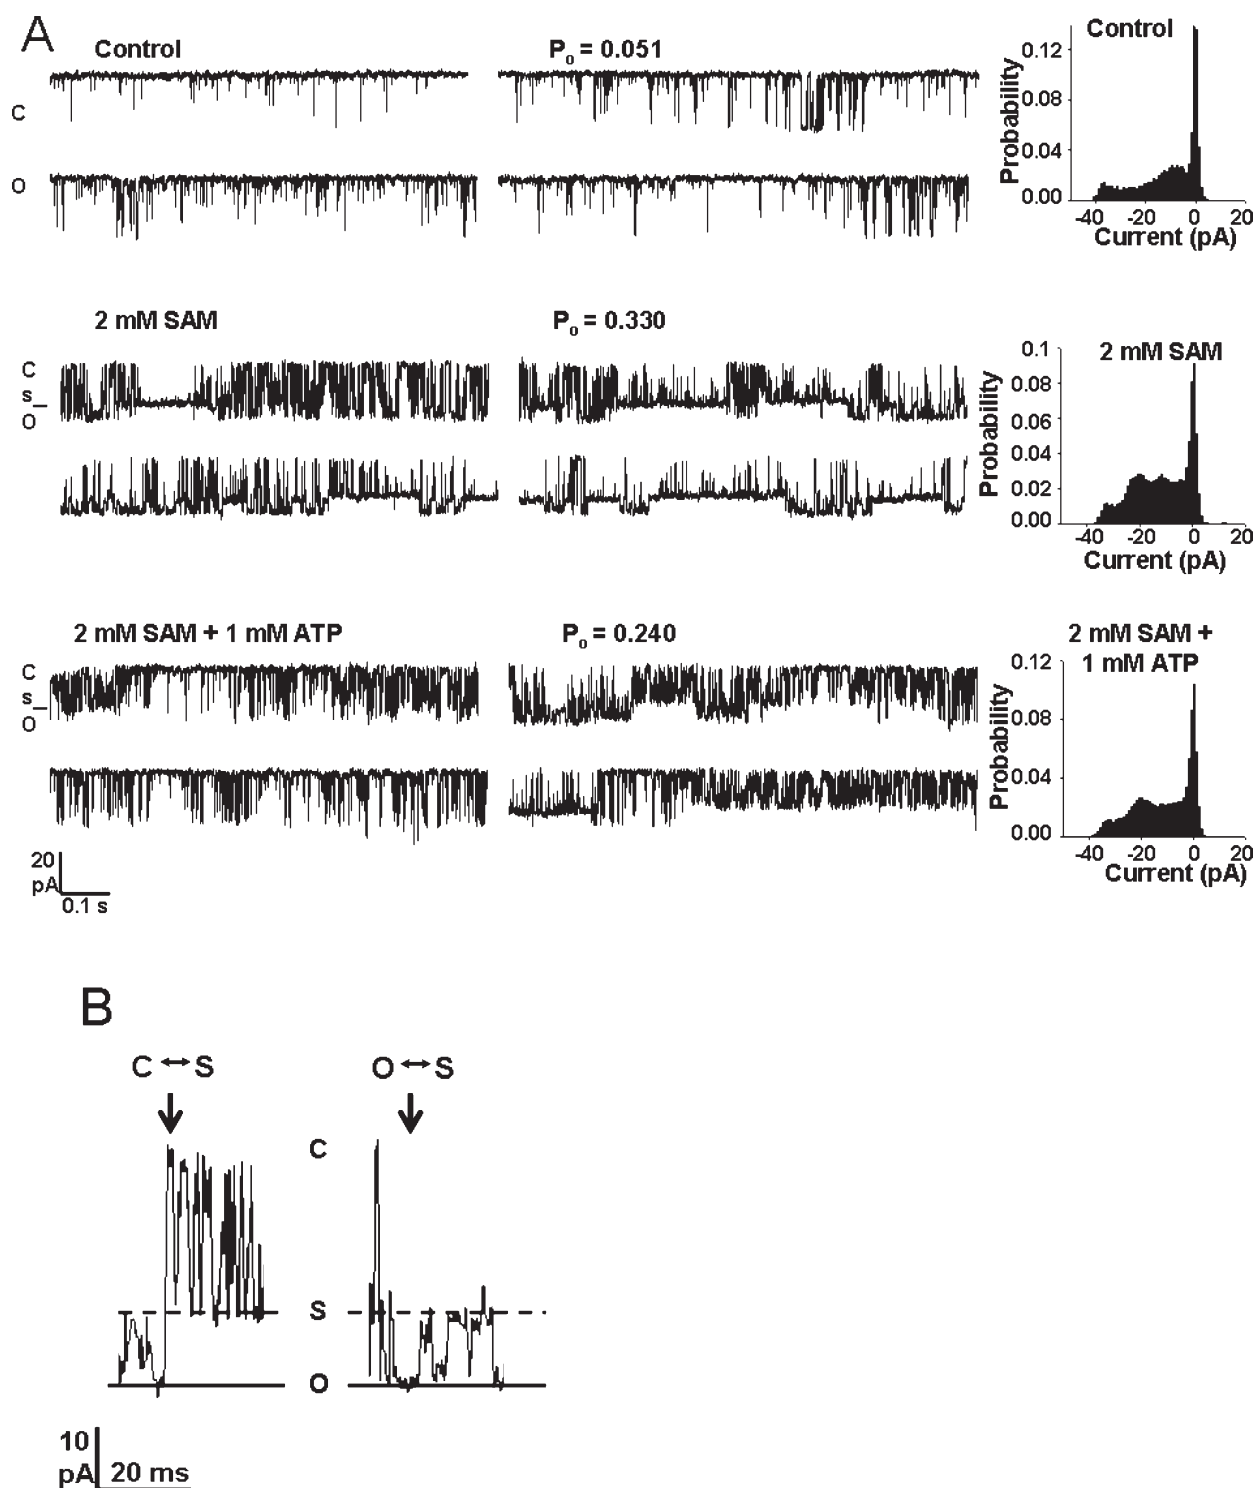 A
Control
Po = 0.051
C
O
Control
Probability
0.12
0.08
0.04
0.00
-40 -20 0 20
Current (pA)
2 mM SAM
Po = 0.330
C
s
O
2 mM SAM
Probability
0.1
0.08
0.06
0.04
0.02
0.00
-40 -20 0 20
Current (pA)
2 mM SAM + 1 mM ATP
Po = 0.240
C
s
O
2 mM SAM +
1 mM ATP
Probability
0.12
0.08
0.04
0.00
-40 -20 0 20
Current (pA)
20
pA
0.1 s
B
C ↔ S
O ↔ S
C
S
O
10
pA
20 ms